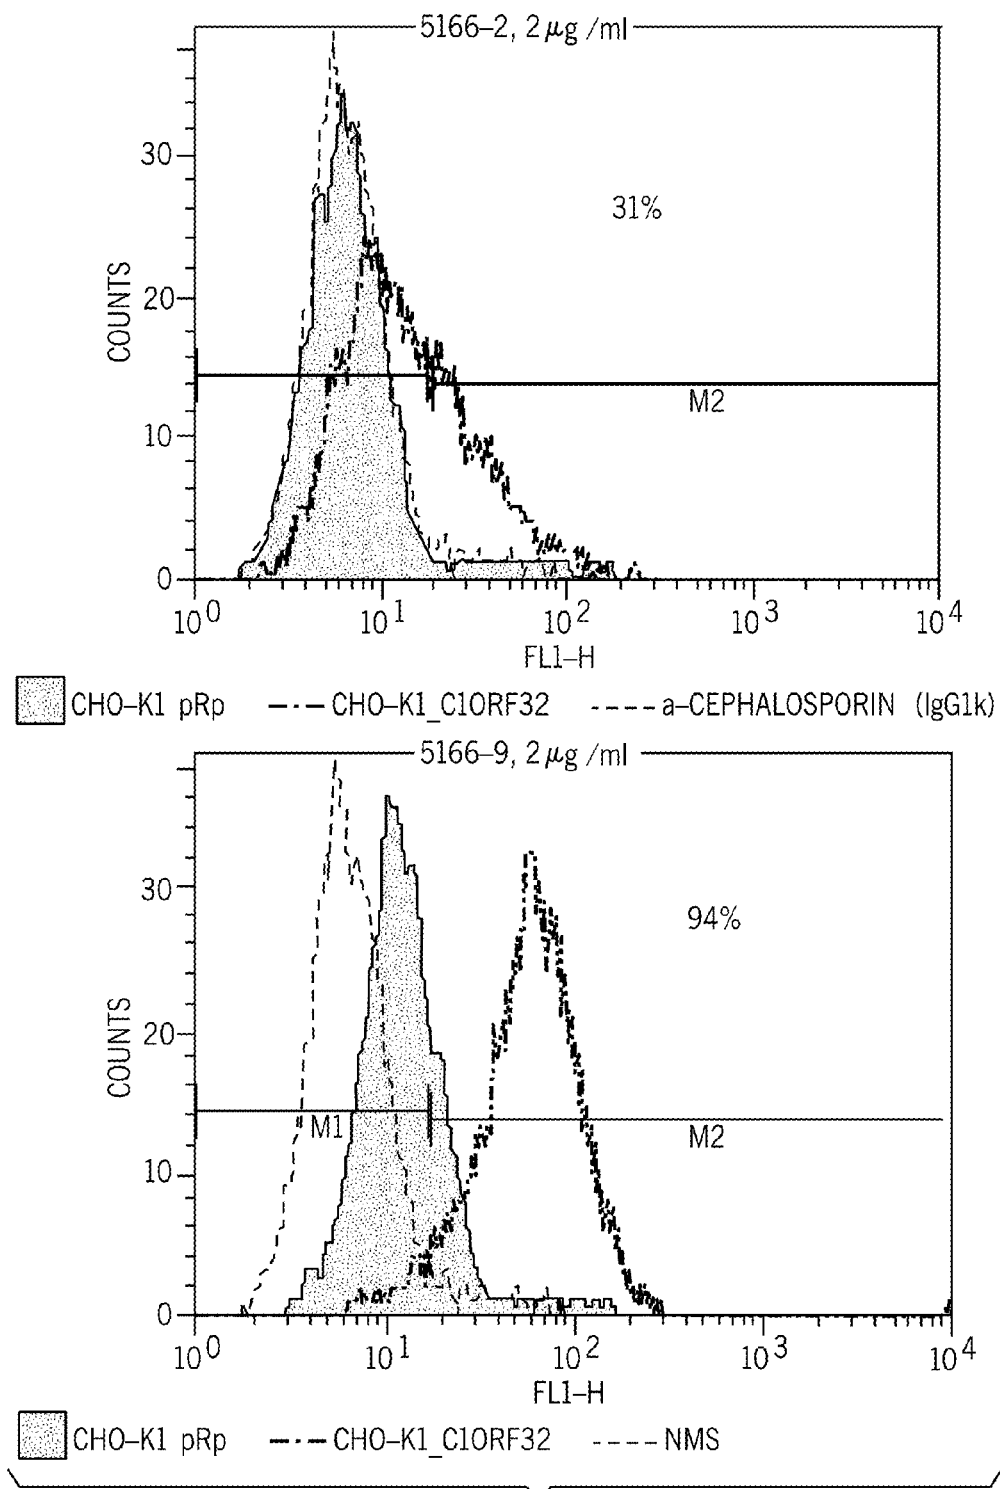 5166–2, 2 μg /ml
30
31%
COUNTS
20
M2
10
0
10^0 10^1 10^2 10^3 10^4
FL1–H
CHO–K1 pRp CHO–K1_C1ORF32 a–CEPHALOSPORIN (IgG1k)
5166–9, 2 μg /ml
30
94%
COUNTS
20
M1 M2
10
0
10^0 10^1 10^2 10^3 10^4
FL1–H
CHO–K1 pRp CHO–K1_C1ORF32 NMS